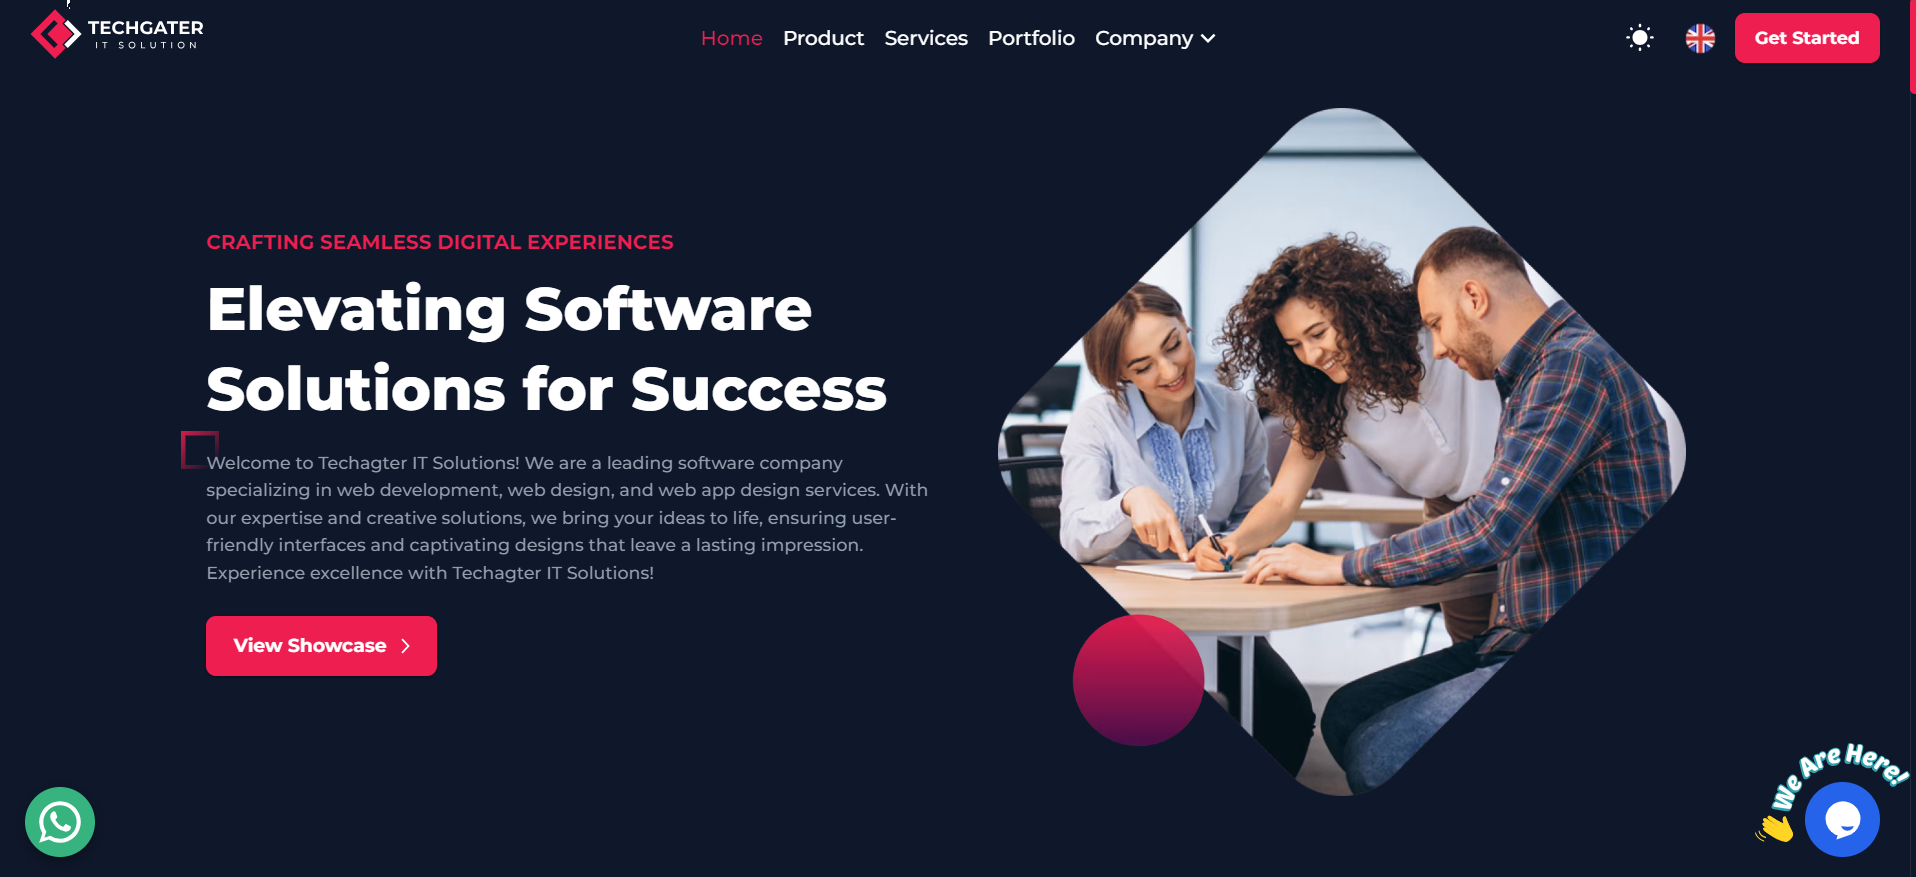 TECHGATER
IT SOLUTION
Home
Product
Services
Portfolio
Company
Get Started
CRAFTING SEAMLESS DIGITAL EXPERIENCES
Elevating Software
Solutions for Success
Welcome to Techagter IT Solutions! We are a leading software company
specializing in web development, web design, and web app design services. With
our expertise and creative solutions, we bring your ideas to life, ensuring user-
friendly interfaces and captivating designs that leave a lasting impression.
Experience excellence with Techagter IT Solutions!
View Showcase
We Are Here!